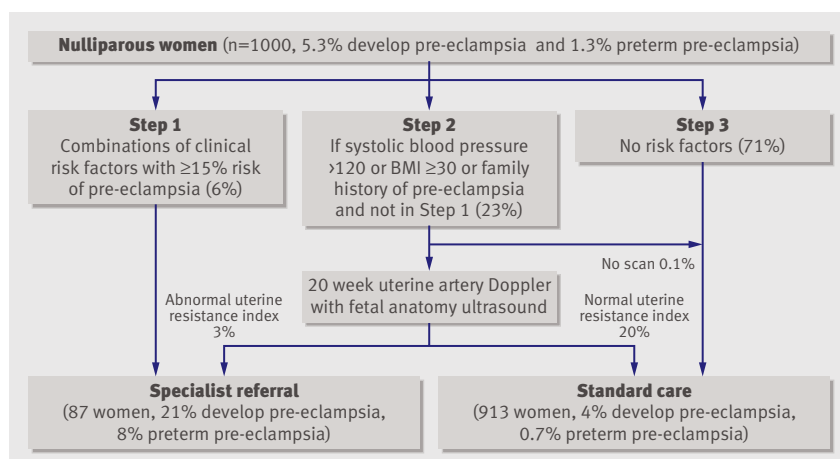 Nulliparous women (n=1000, 5.3% develop pre-eclampsia and 1.3% preterm pre-eclampsia)
Step 1
Combinations of clinical
risk factors with ≥15% risk
of pre-eclampsia (6%)
Step 2
If systolic blood pressure
>120 or BMI ≥30 or family
history of pre-eclampsia
and not in Step 1 (23%)
Step 3
No risk factors (71%)
No scan 0.1%
20 week uterine artery Doppler
with fetal anatomy ultrasound
Abnormal uterine
resistance index
3%
Normal uterine
resistance index
20%
Specialist referral
(87 women, 21% develop pre-eclampsia,
8% preterm pre-eclampsia)
Standard care
(913 women, 4% develop pre-eclampsia,
0.7% preterm pre-eclampsia)